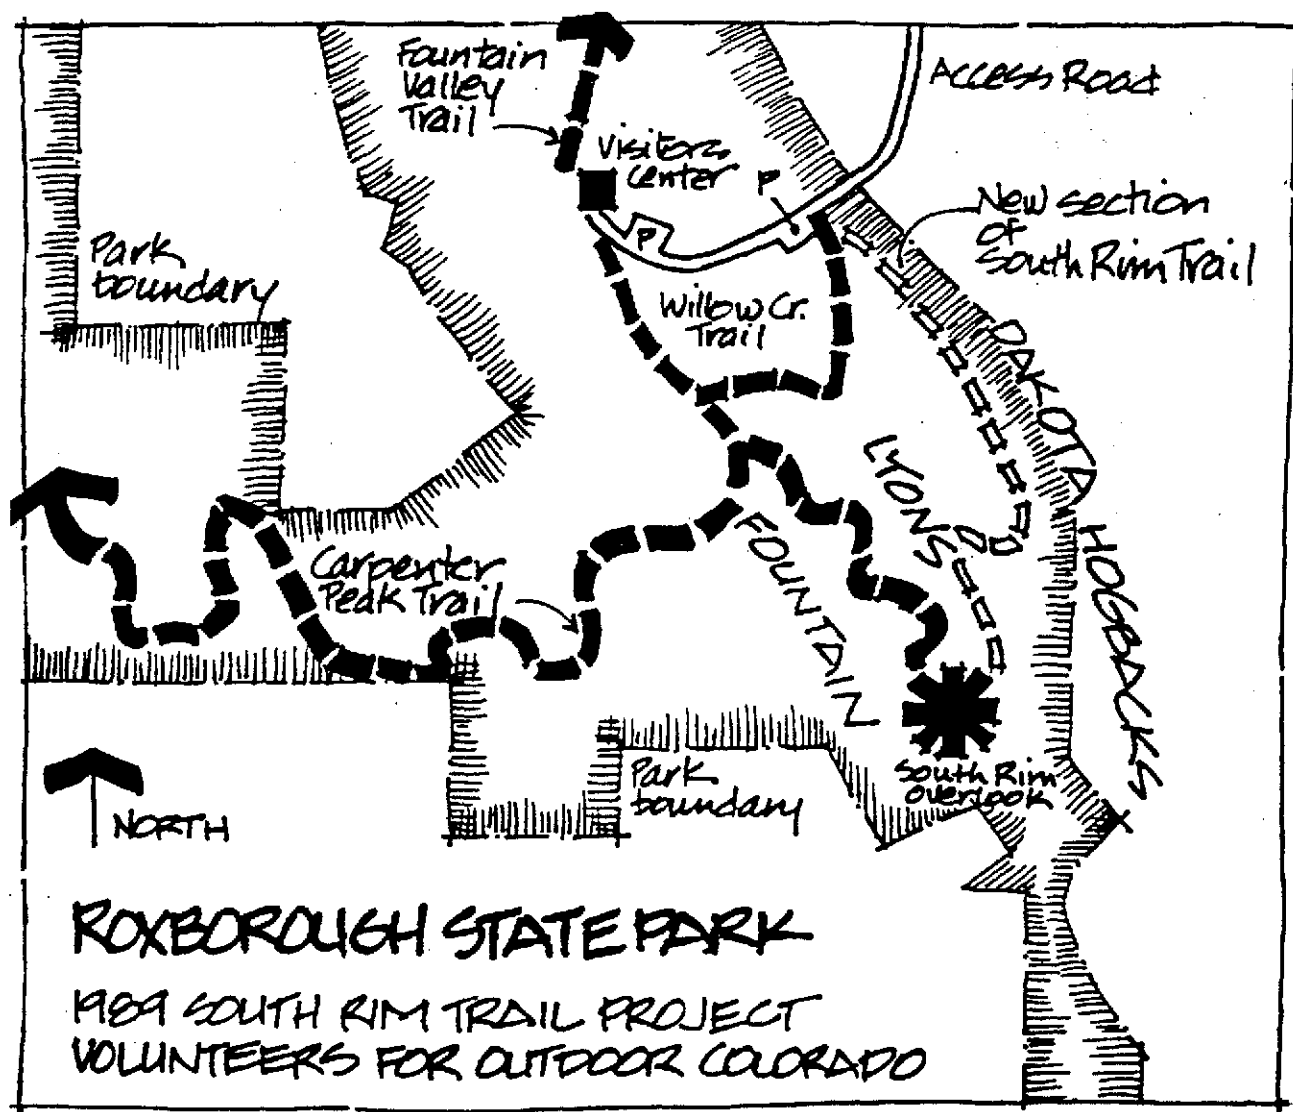 Fountain
Valley
Trail
Access Road
Visitors
Center
P
New section
of
South Rim Trail
P
Park
boundary
Willow Cr.
Trail
DAKOTA HOGBACKS
LYONS
FOUNTAIN
Carpenter
Peak Trail
South Rim
overlook
Park
boundary
NORTH
ROXBOROUGH STATE PARK
1989 SOUTH RIM TRAIL PROJECT
VOLUNTEERS FOR OUTDOOR COLORADO